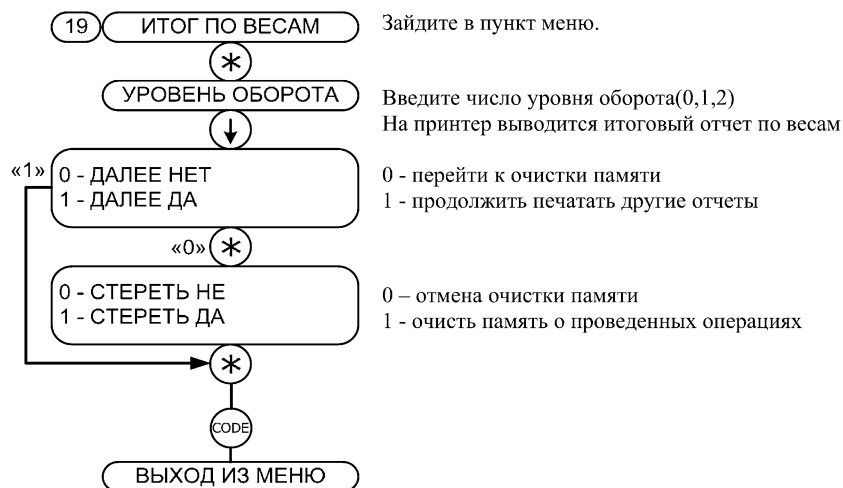 19 ИТОГ ПО ВЕСАМ Зайдите в пункт меню.
*
УРОВЕНЬ ОБОРОТА Введите число уровня оборота(0,1,2)
На принтер выводится итоговый отчет по весам
«1»
0 - ДАЛЕЕ НЕТ 0 - перейти к очистки памяти
1 - ДАЛЕЕ ДА 1 - продолжить печатать другие отчеты
«0» *
0 - СТЕРЕТЬ НЕ 0 – отмена очистки памяти
1 - СТЕРЕТЬ ДА 1 - очисть память о проведенных операциях
*
CODE
ВЫХОД ИЗ МЕНЮ